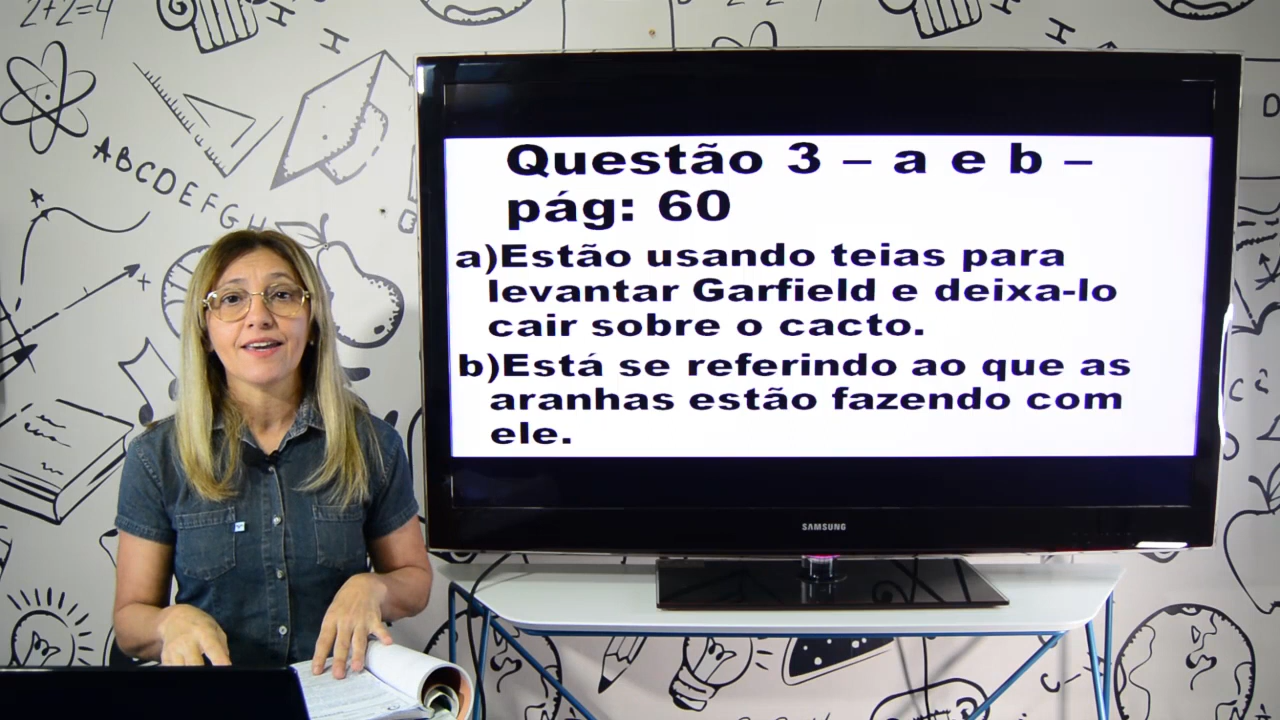 2+2=4
H
H
H
H
ABCDEFGH
D
Questão 3 – a e b –
pág: 60
a)Estão usando teias para
levantar Garfield e deixa-lo
cair sobre o cacto.
b)Está se referindo ao que as
aranhas estão fazendo com
ele.
SAMSUNG